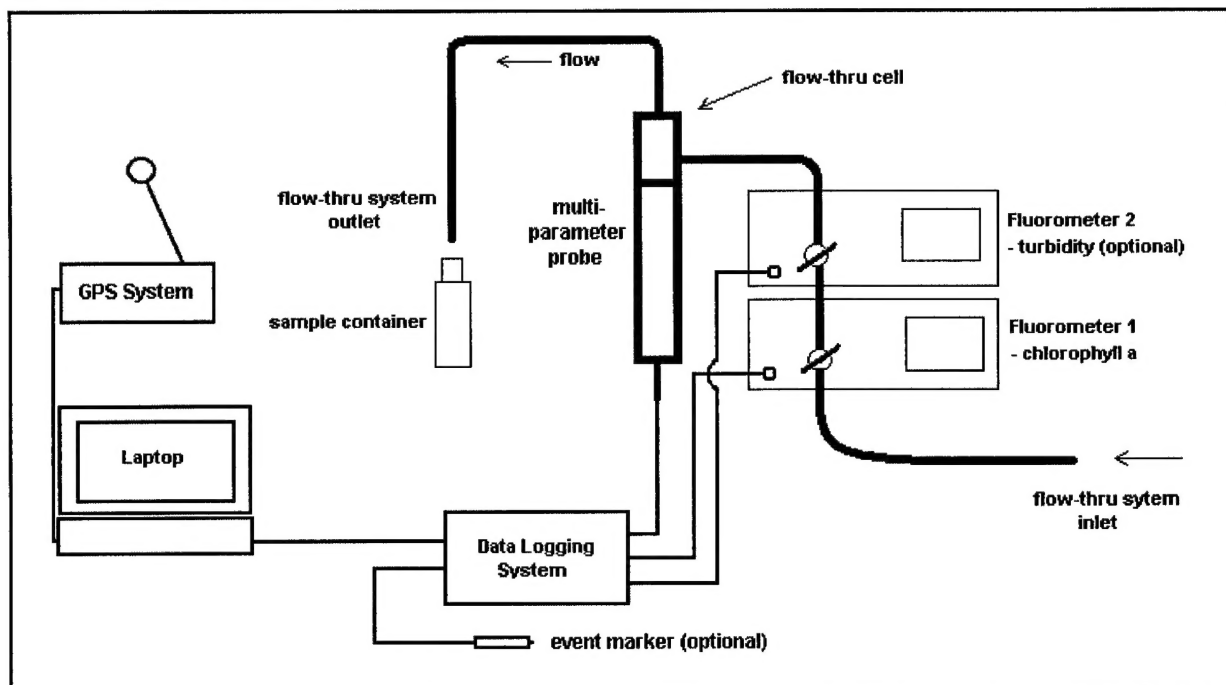 flow
flow-thru cell
flow-thru system
outlet
multi-
parameter
probe
Fluorometer 2
- turbidity (optional)
GPS System
sample container
Fluorometer 1
- chlorophyll a
Laptop
flow-thru sytem
inlet
Data Logging
System
event marker (optional)